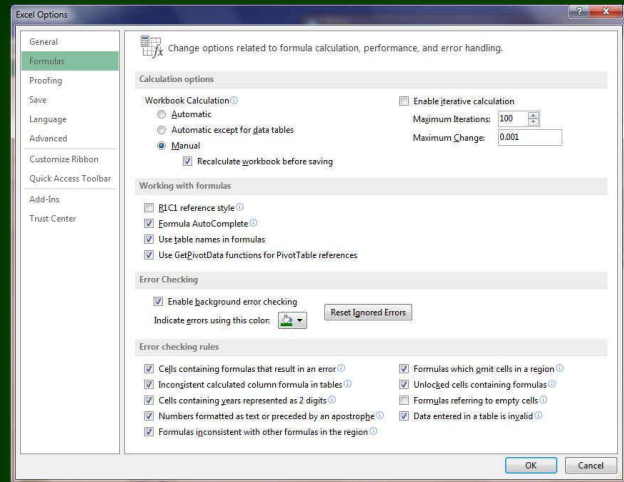 Excel Options
General
Formulas
Proofing
Save
Language
Advanced
Customize Ribbon
Quick Access Toolbar
Add-Ins
Trust Center
Change options related to formula calculation, performance, and error handling.
Calculation options
Workbook Calculation
Automatic
Automatic except for data tables
Manual
Recalculate workbook before saving
Enable iterative calculation
Maximum Iterations: 100
Maximum Change: 0.001
Working with formulas
R1C1 reference style
Formula AutoComplete
Use table names in formulas
Use GetPivotData functions for PivotTable references
Error Checking
Enable background error checking
Indicate errors using this color:
Reset Ignored Errors
Error checking rules
Cells containing formulas that result in an error
Inconsistent calculated column formula in tables
Cells containing years represented as 2 digits
Numbers formatted as text or preceded by an apostrophe
Formulas inconsistent with other formulas in the region
Formulas which omit cells in a region
Unlocked cells containing formulas
Formulas referring to empty cells
Data entered in a table is invalid
OK
Cancel